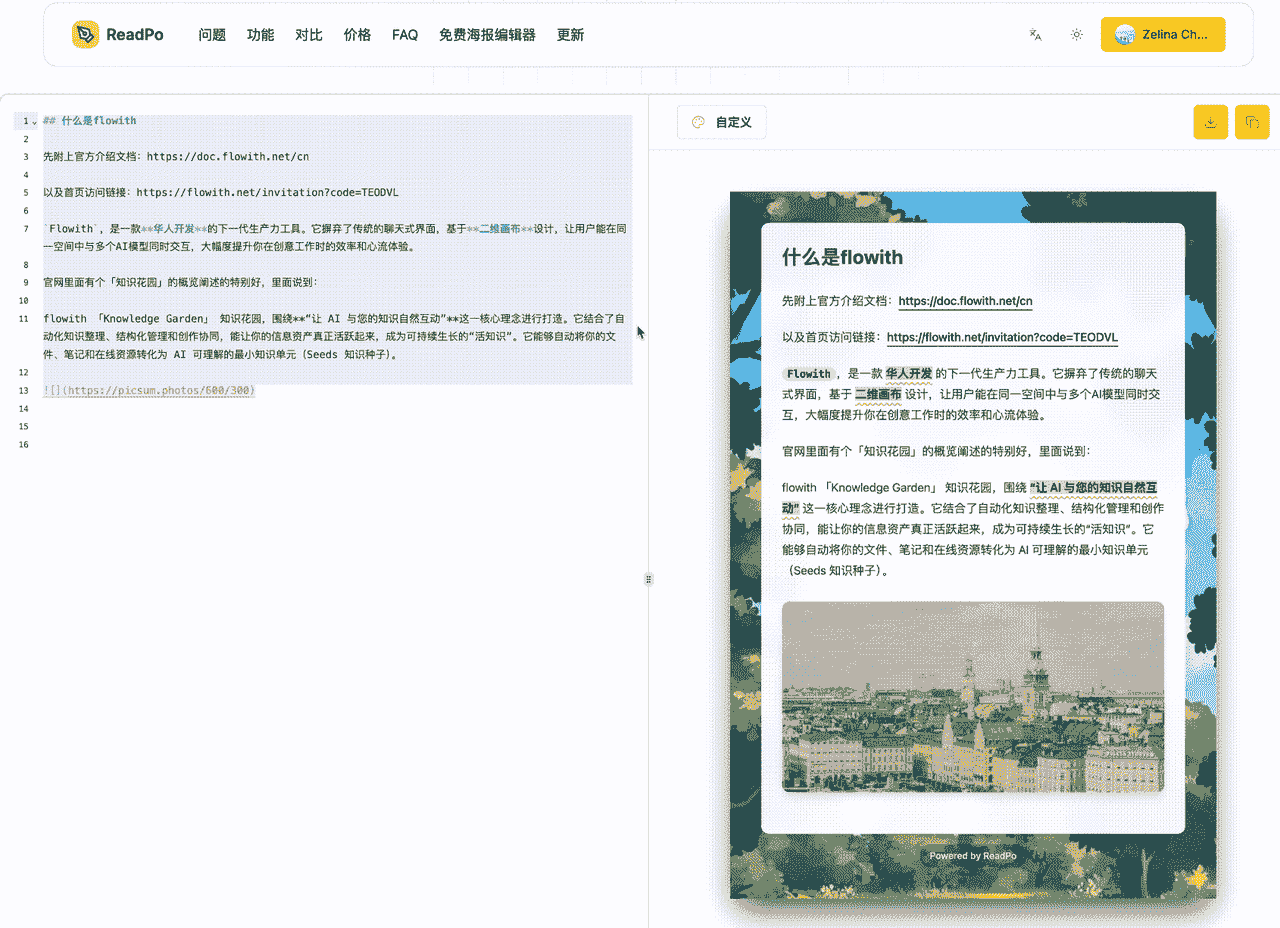 ReadPo 问题 功能 对比 价格 FAQ 免费海报编辑器 更新 Zelina Ch...
1 ## 什么是flowith
2
3 先附上官方介绍文档：https://doc.flowith.net/cn
4
5 以及首页访问链接：https://flowith.net/invitation?code=TEODVL
6
7 `Flowith`，是一款**华人开发**的下一代生产力工具。它摒弃了传统的聊天式界面，基于**二维画布**设计，让用户能在同
一空间中与多个AI模型同时交互，大幅度提升你在创意工作时的效率和心流体验。
8
9 官网里面有个「知识花园」的概览阐述的特别好，里面说到：
10
11 flowith 「Knowledge Garden」 知识花园，围绕**“让 AI 与您的知识自然互动”**这一核心理念进行打造。它结合了自
动化知识整理、结构化管理和创作协同，能让你的信息资产真正活跃起来，成为可持续生长的“活知识”。它能够自动将你的文
件、笔记和在线资源转化为 AI 可理解的最小知识单元（Seeds 知识种子）。
12
13 ![](https://picsum.photos/600/300)
14
15
16
自定义
什么是flowith
先附上官方介绍文档：https://doc.flowith.net/cn
以及首页访问链接：https://flowith.net/invitation?code=TEODVL
Flowith ，是一款 华人开发 的下一代生产力工具。它摒弃了传统的聊天
式界面，基于 二维画布 设计，让用户能在同一空间中与多个AI模型同时交
互，大幅度提升你在创意工作时的效率和心流体验。
官网里面有个「知识花园」的概览阐述的特别好，里面说到：
flowith 「Knowledge Garden」 知识花园，围绕 “让 AI 与您的知识自然互
动” 这一核心理念进行打造。它结合了自动化知识整理、结构化管理和创作
协同，能让你的信息资产真正活跃起来，成为可持续生长的“活知识”。它
能够自动将你的文件、笔记和在线资源转化为 AI 可理解的最小知识单元
（Seeds 知识种子）。
Powered by ReadPo